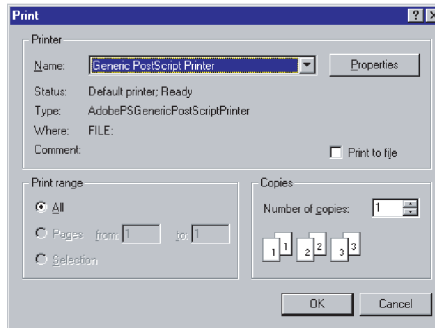 Print
Printer
Name: Generic PostScript Printer Properties
Status: Default printer; Ready
Type: AdobePSGenericPostScriptPrinter
Where: FILE:
Comment: Print to file
Print range
All
Pages from: 1 to: 1
Selection
Copies
Number of copies: 1
1 1 2 2 3 3
OK Cancel